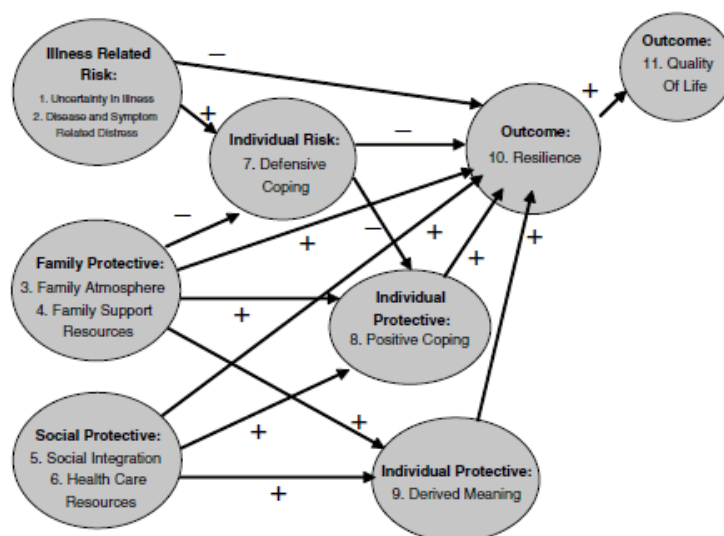 Illness Related
Risk:
1. Uncertainty In Illness
2. Disease and Symptom
Related Distress
Individual Risk:
7. Defensive
Coping
Outcome:
10. Resilience
Outcome:
11. Quality
Of Life
Family Protective:
3. Family Atmosphere
4. Family Support
Resources
Individual
Protective:
8. Positive Coping
Social Protective:
5. Social Integration
6. Health Care
Resources
Individual Protective:
9. Derived Meaning
−
+
−
+
−
+
−
+
+
+
+
+
+
+